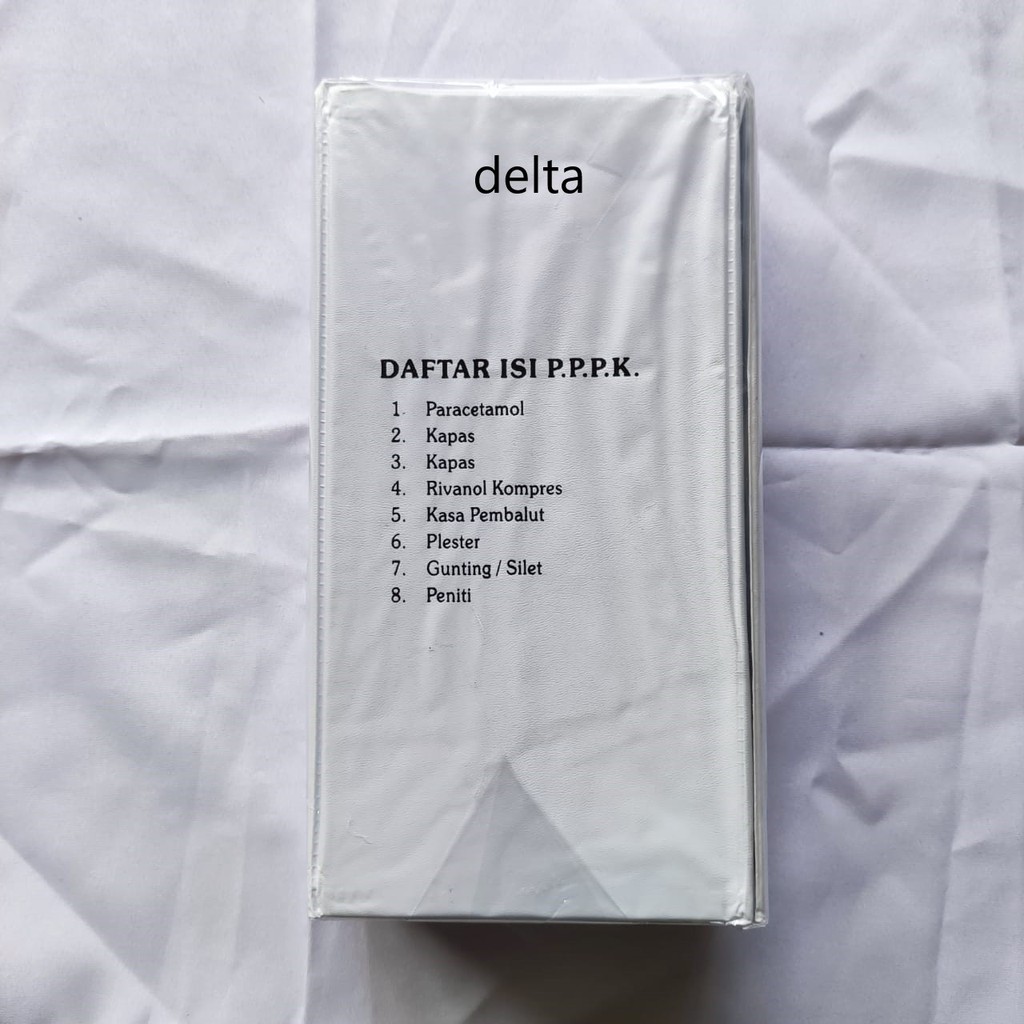 delta
DAFTAR ISI P.P.P.K.
1. Paracetamol
2. Kapas
3. Kapas
4. Rivanol Kompres
5. Kasa Pembalut
6. Plester
7. Gunting / Silet
8. Peniti